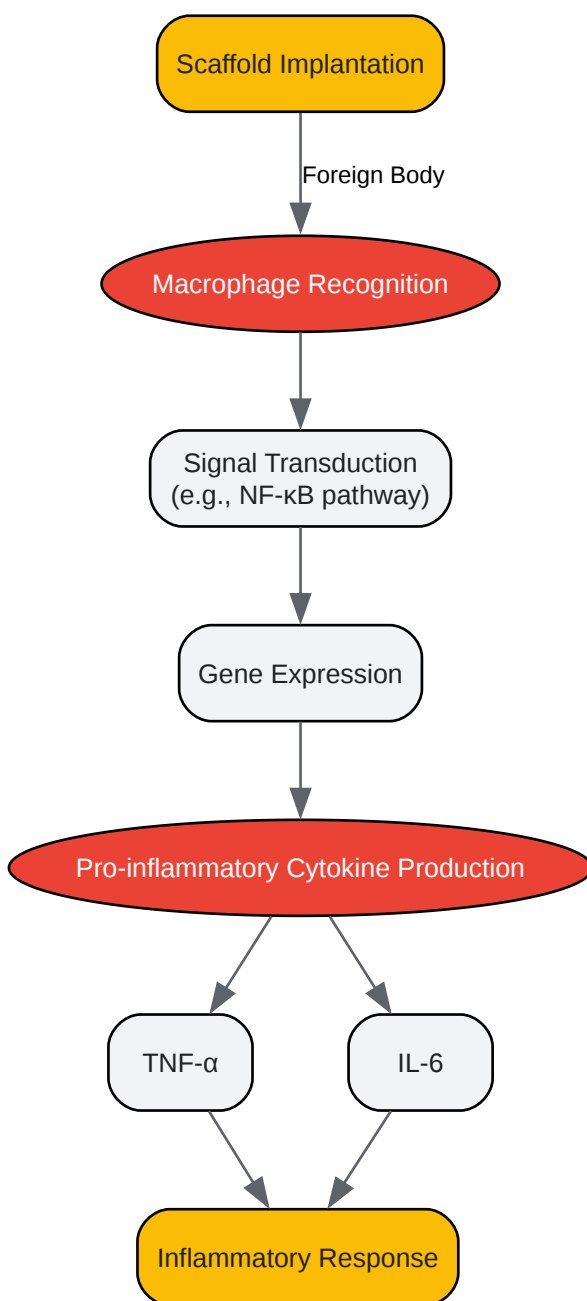 Scaffold Implantation
Foreign Body
Macrophage Recognition
Signal Transduction
(e.g., NF-κB pathway)
Gene Expression
Pro-inflammatory Cytokine Production
TNF-α
IL-6
Inflammatory Response